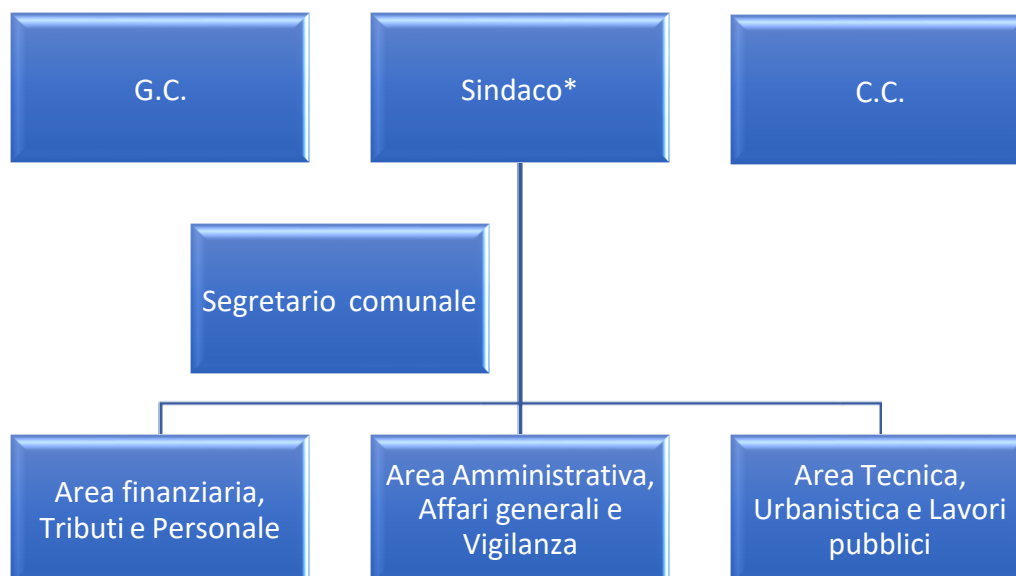 G.C.
Sindaco*
C.C.
Segretario comunale
Area finanziaria,
Tributi e Personale
Area Amministrativa,
Affari generali e
Vigilanza
Area Tecnica,
Urbanistica e Lavori
pubblici